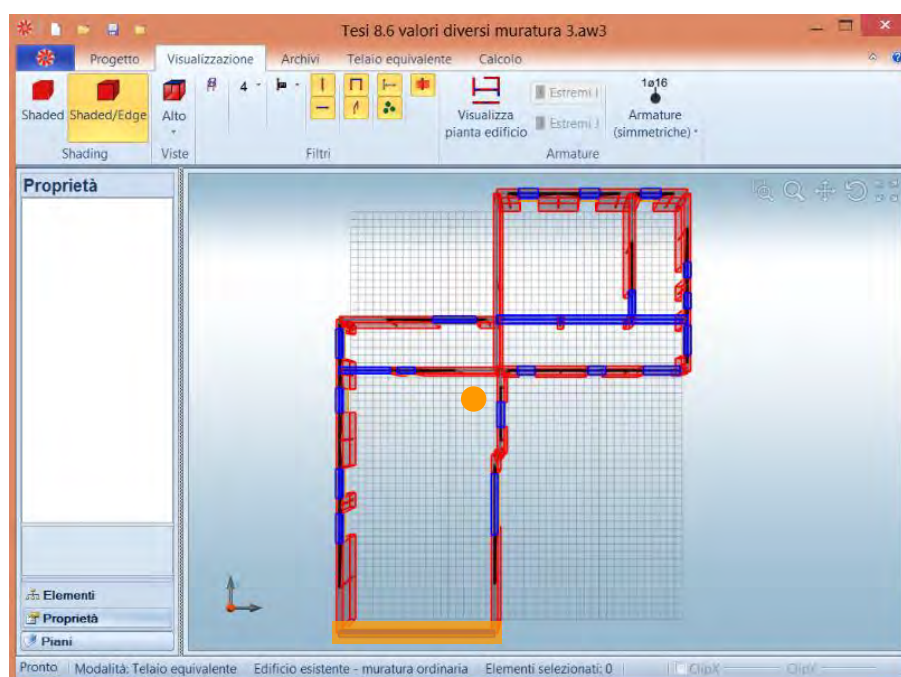 Tesi 8.6 valori diversi muratura 3.aw3
Progetto Visualizzazione Archivi Telaio equivalente Calcolo
Shaded Shaded/Edge
Shading
Alto
Viste
4
Filtri
Visualizza
pianta edificio
Estremi I
Estremi J
1ø16
Armature
(simmetriche)
Armature
Proprietà
Elementi
Proprietà
Piani
Pronto Modalità: Telaio equivalente Edificio esistente - muratura ordinaria Elementi selezionati: 0 ClipX ClipY